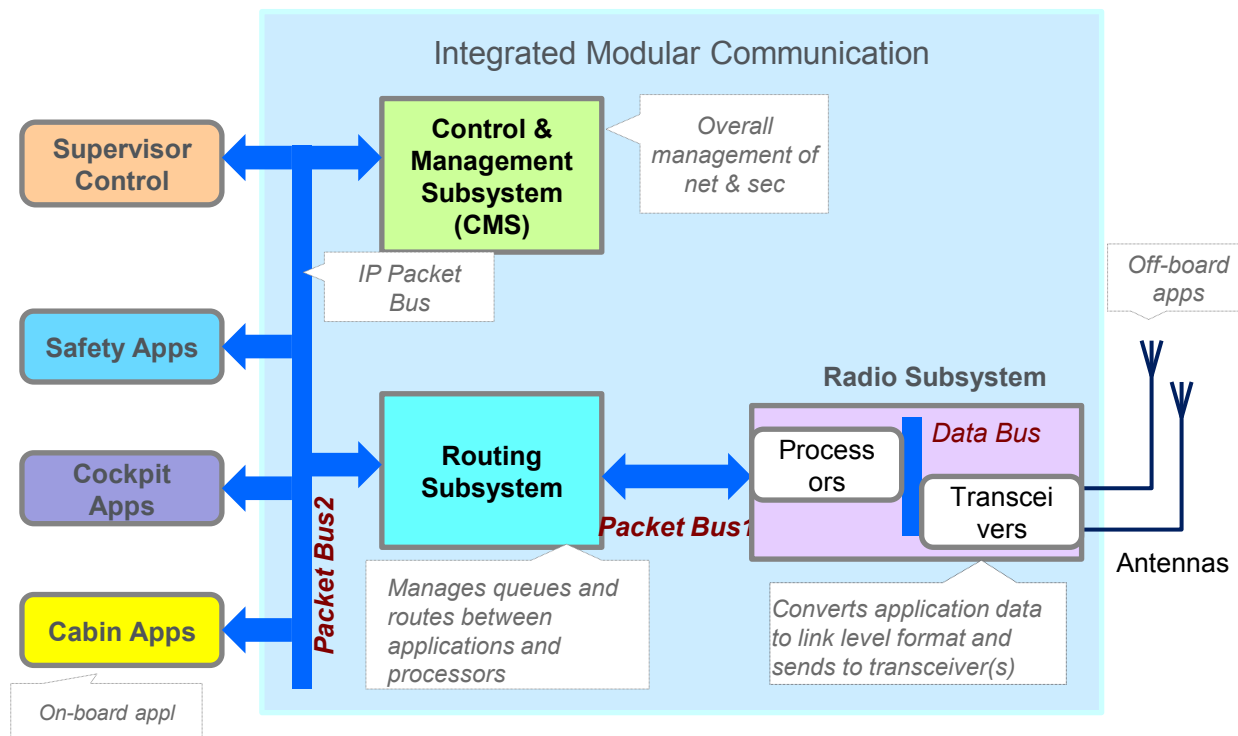 Integrated Modular Communication
Supervisor
Control
Control &
Management
Subsystem
(CMS)
Overall
management of
net & sec
IP Packet
Bus
Off-board
apps
Safety Apps
Radio Subsystem
Cockpit
Apps
Routing
Subsystem
Process
ors
Data Bus
Transcei
vers
Packet Bus2
Packet Bus1
Antennas
Cabin Apps
Manages queues and
routes between
applications and
processors
Converts application data
to link level format and
sends to transceiver(s)
On-board appl